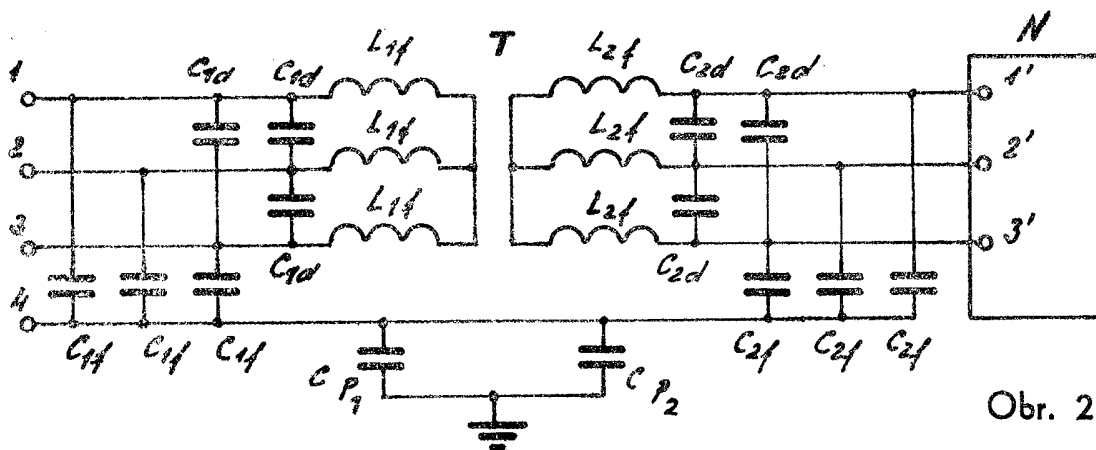 L1f T L2f N
1 C1d C1d C2d C2d 1'
2 L1f L2f 2'
3 L1f L2f 3'
C1d C2d
4
C1f C1f C1f C2f C2f C2f
C P1 C P2
Obr. 2